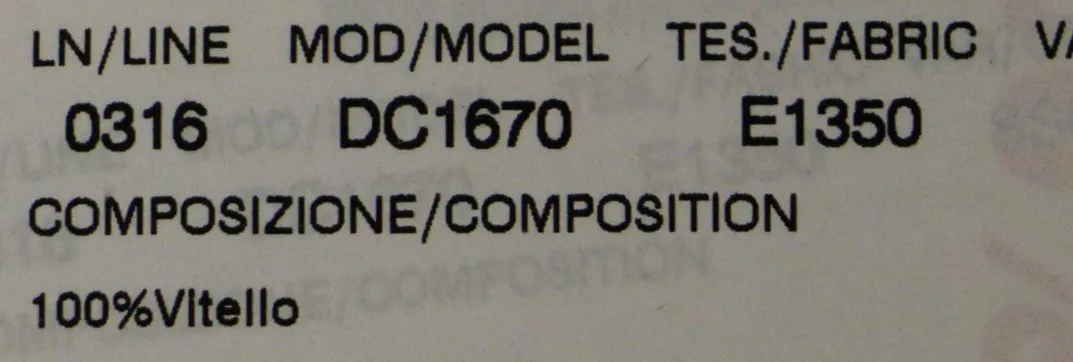 LN/LINE MOD/MODEL TES./FABRIC
0316 DC1670 E1350
COMPOSIZIONE/COMPOSITION
100%Vitello